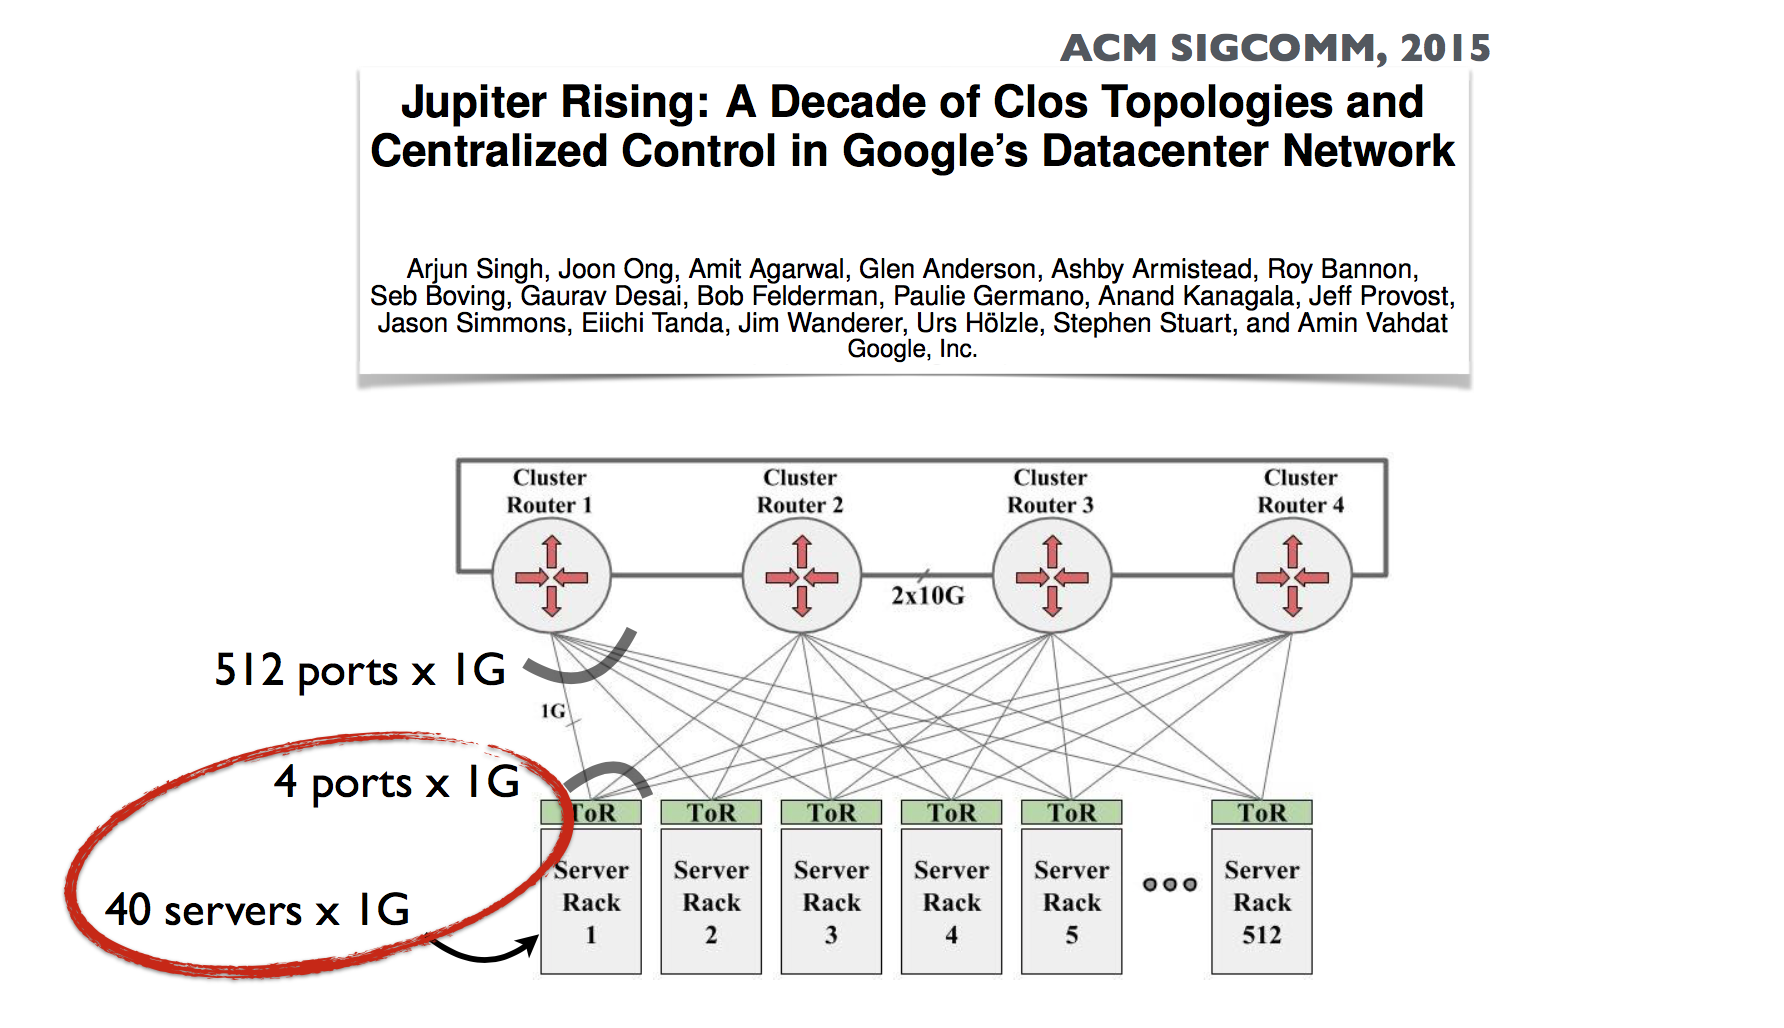 ACM SIGCOMM, 2015
Jupiter Rising: A Decade of Clos Topologies and
Centralized Control in Google's Datacenter Network
Arjun Singh, Joon Ong, Amit Agarwal, Glen Anderson, Ashby Armistead, Roy Bannon,
Seb Boving, Gaurav Desai, Bob Felderman, Paulie Germano, Anand Kanagala, Jeff Provost,
Jason Simmons, Eiichi Tanda, Jim Wanderer, Urs Hölzle, Stephen Stuart, and Amin Vahdat
Google, Inc.
Cluster
Router 1
Cluster
Router 2
Cluster
Router 3
Cluster
Router 4
2x10G
512 ports x 1G
1G
4 ports x 1G
ToR
ToR
ToR
ToR
ToR
ToR
40 servers x 1G
Server
Rack
1
Server
Rack
2
Server
Rack
3
Server
Rack
4
Server
Rack
5
Server
Rack
512